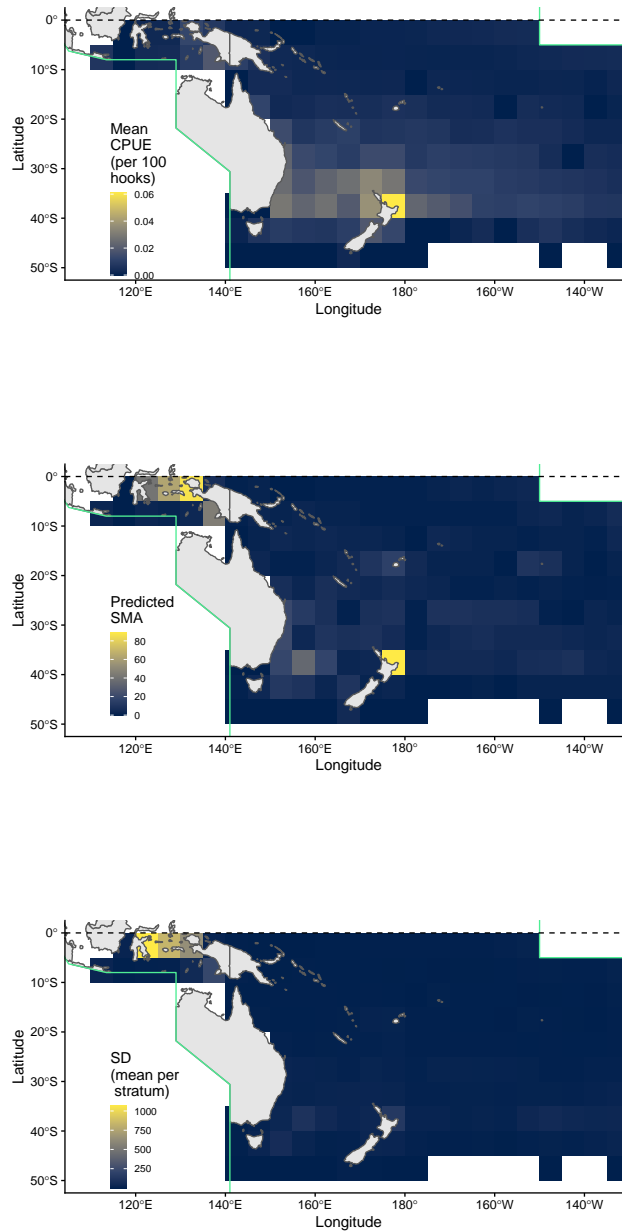 0°
10°S
20°S
30°S
40°S
50°S
Latitude
Mean
CPUE
(per 100
hooks)
0.06
0.04
0.02
0.00
120°E 140°E 160°E 180° 160°W 140°W
Longitude
0°
10°S
20°S
30°S
40°S
50°S
Latitude
Predicted
SMA
80
60
40
20
0
120°E 140°E 160°E 180° 160°W 140°W
Longitude
0°
10°S
20°S
30°S
40°S
50°S
Latitude
SD
(mean per
stratum)
1000
750
500
250
120°E 140°E 160°E 180° 160°W 140°W
Longitude